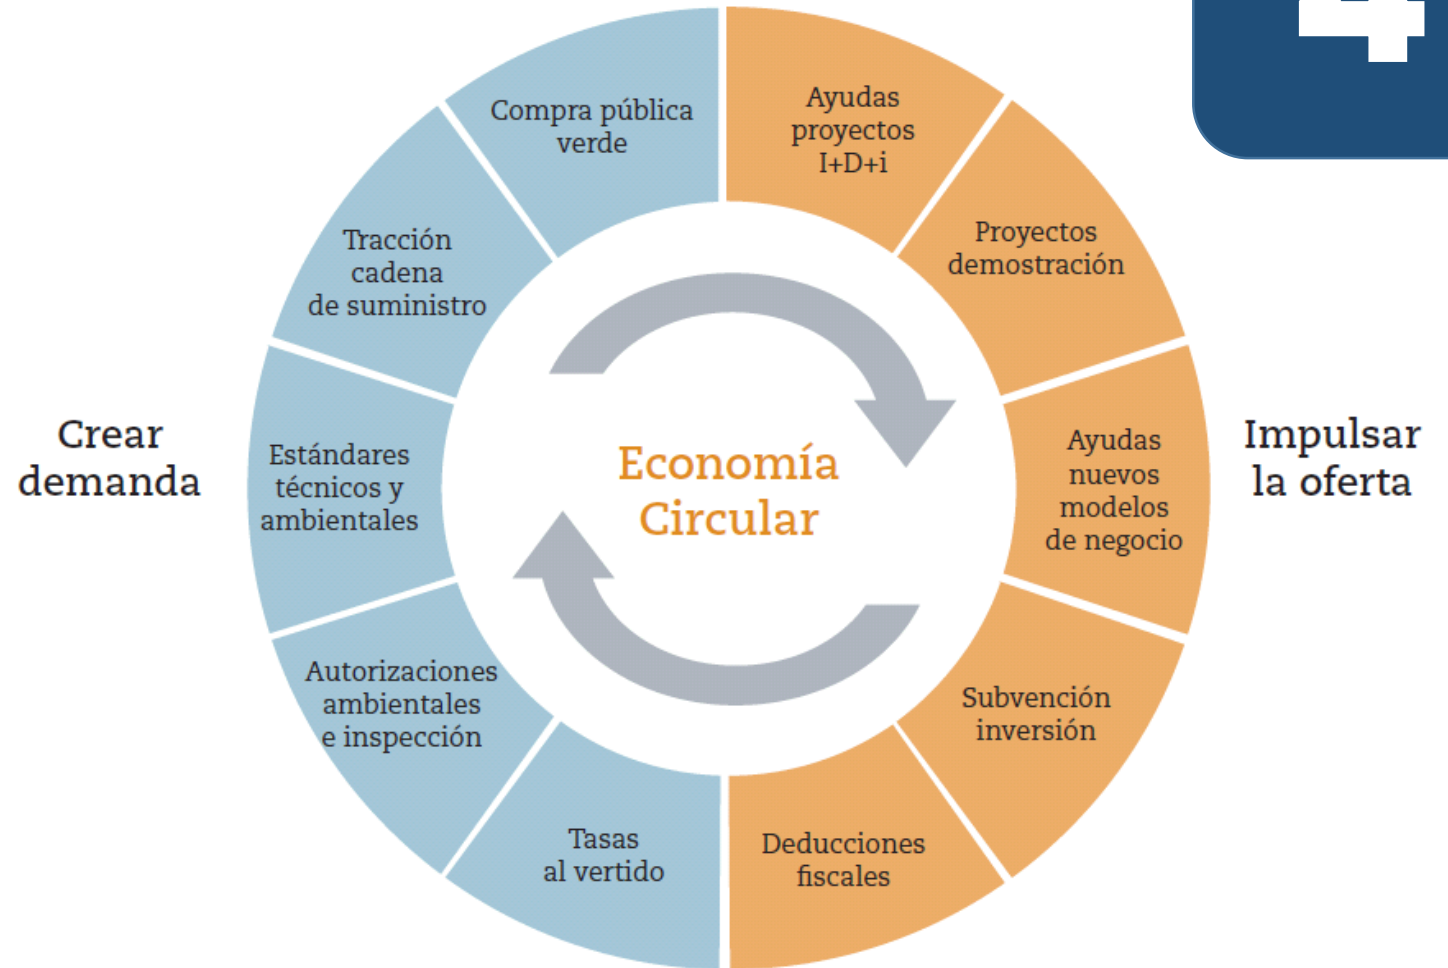 4
Compra pública
verde
Ayudas
proyectos
I+D+i
Tracción
cadena
de suministro
Proyectos
demostración
Crear
demanda
Estándares
técnicos y
ambientales
Economía
Circular
Ayudas
nuevos
modelos
de negocio
Impulsar
la oferta
Autorizaciones
ambientales
e inspección
Subvención
inversión
Tasas
al vertido
Deducciones
fiscales